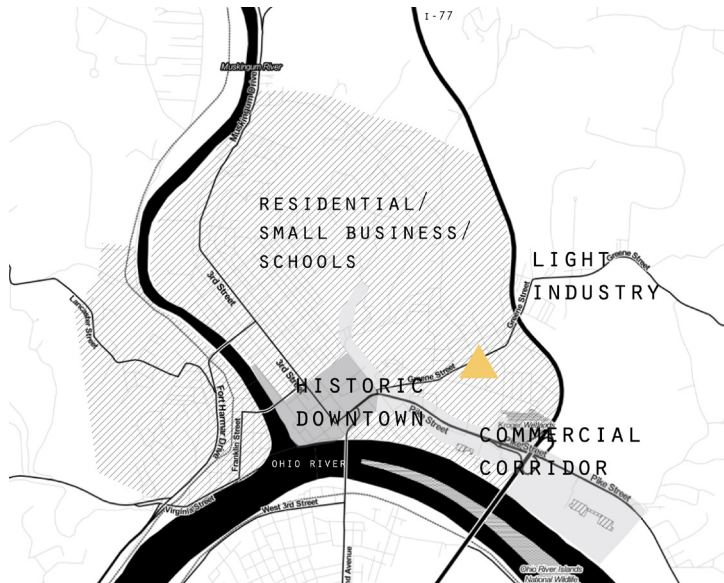 I-77
Muskingum River
Muskingum Drive
RESIDENTIAL/
SMALL BUSINESS/
SCHOOLS
LIGHT
INDUSTRY
Greene Street
Greene Street
3rd Street
Lancaster Street
3rd Street
Greene Street
HISTORIC
DOWNTOWN
Fort Harmar Drive
Franklin Street
Pike Street
Kroger Wetlands
COMMERCIAL
CORRIDOR
Pike Street
OHIO RIVER
Virginia Street
West 3rd Street
Ohio River Islands
National Wildlife